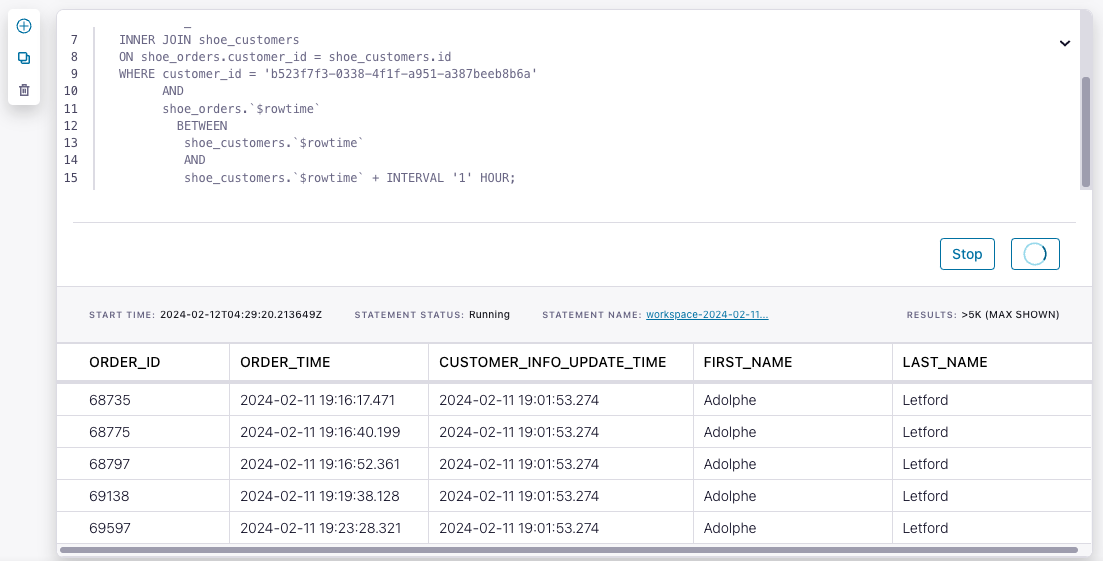 7 INNER JOIN shoe_customers
8 ON shoe_orders.customer_id = shoe_customers.id
9 WHERE customer_id = 'b523f7f3-0338-4f1f-a951-a387beeb8b6a'
10 AND
11 shoe_orders.`$rowtime`
12 BETWEEN
13 shoe_customers.`$rowtime`
14 AND
15 shoe_customers.`$rowtime` + INTERVAL '1' HOUR;
Stop
START TIME: 2024-02-12T04:29:20.213649Z STATEMENT STATUS: Running STATEMENT NAME: workspace-2024-02-11... RESULTS: >5K (MAX SHOWN)
ORDER_ID ORDER_TIME CUSTOMER_INFO_UPDATE_TIME FIRST_NAME LAST_NAME
68735 2024-02-11 19:16:17.471 2024-02-11 19:01:53.274 Adolphe Letford
68775 2024-02-11 19:16:40.199 2024-02-11 19:01:53.274 Adolphe Letford
68797 2024-02-11 19:16:52.361 2024-02-11 19:01:53.274 Adolphe Letford
69138 2024-02-11 19:19:38.128 2024-02-11 19:01:53.274 Adolphe Letford
69597 2024-02-11 19:23:28.321 2024-02-11 19:01:53.274 Adolphe Letford